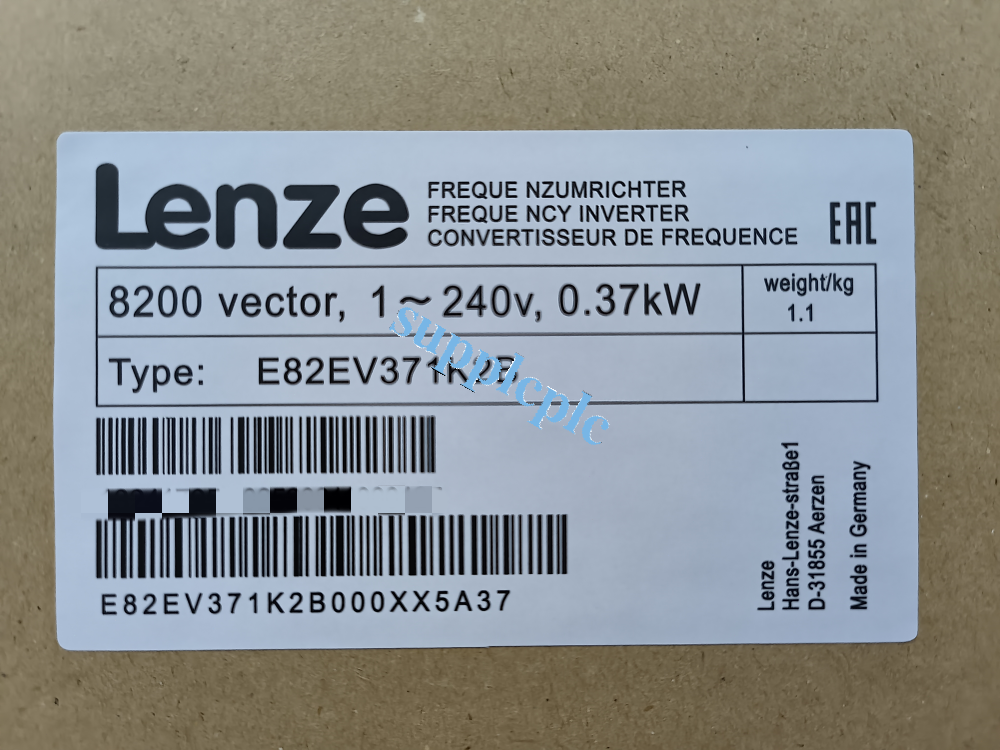 Lenze
FREQUE NZUMRICHTER
FREQUE NCY INVERTER
CONVERTISSEUR DE FREQUENCE
EAC
8200 vector, 1~240v, 0.37kW
weight/kg
1.1
Type: E82EV371K2B
supplcplc
E82EV371K2B000XX5A37
Lenze
Hans-Lenze-straße1
D-31855 Aerzen
Made in Germany